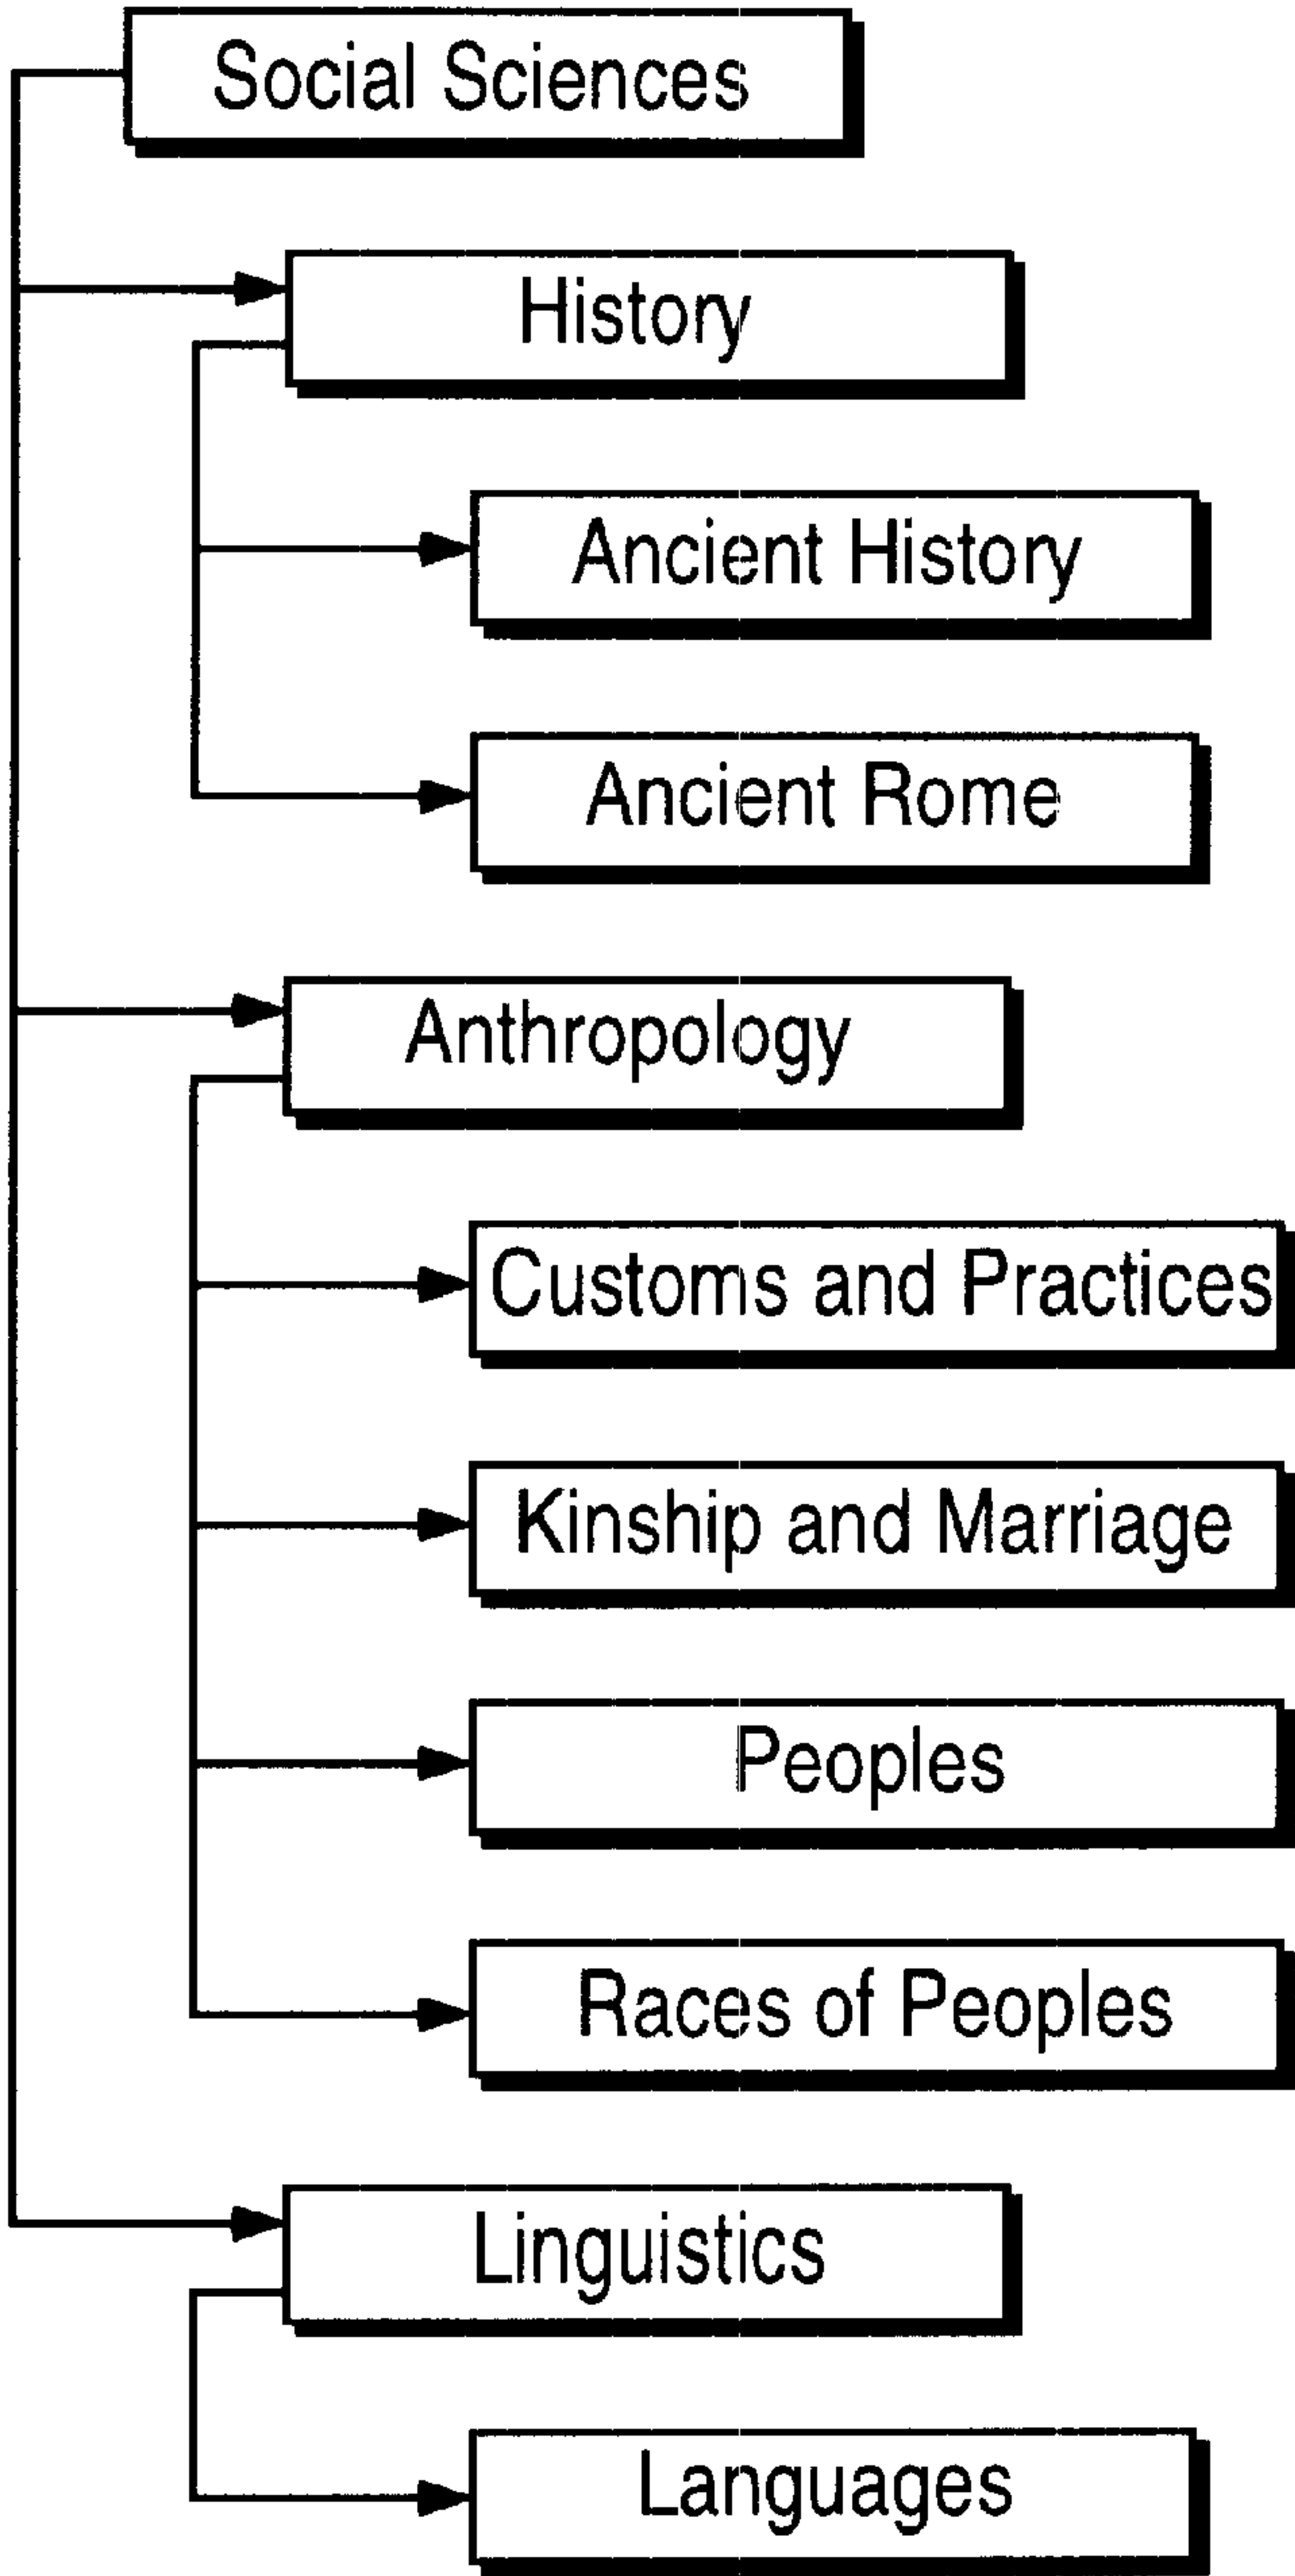 Social Sciences
History
Ancient History
Ancient Rome
Anthropology
Customs and Practices
Kinship and Marriage
Peoples
Races of Peoples
Linguistics
Languages